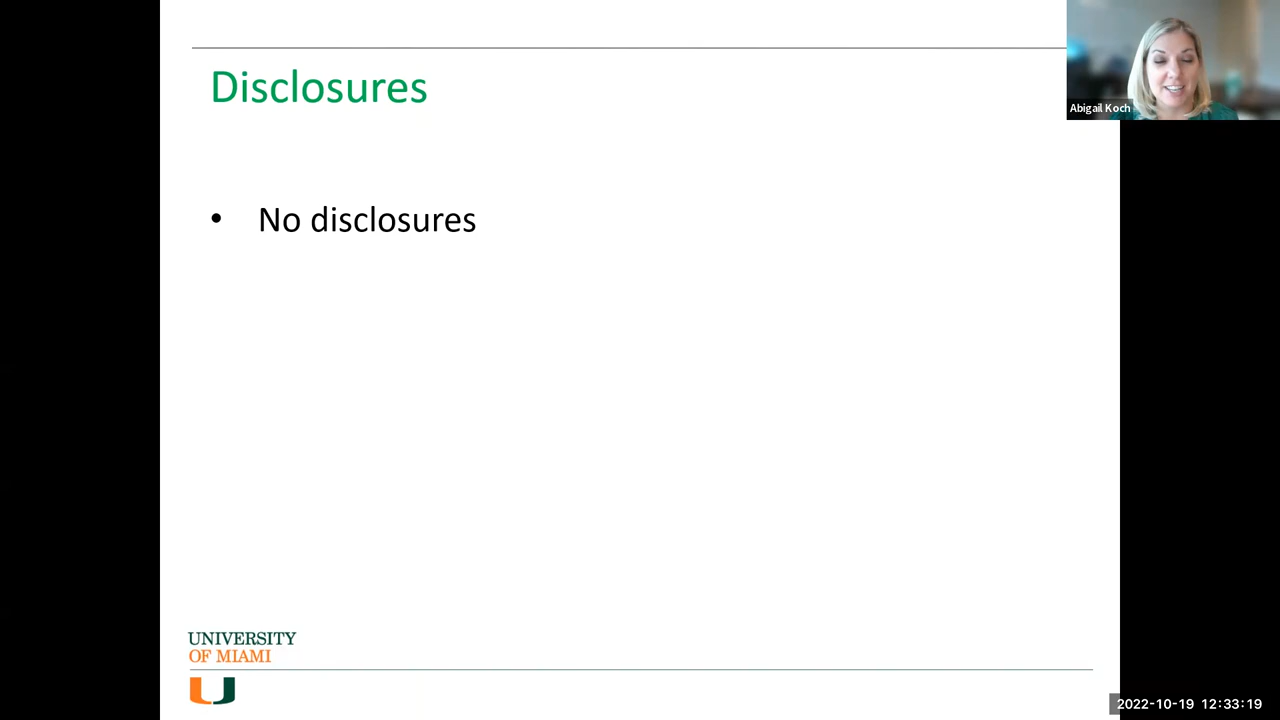 Disclosures
Abigail Koch
• No disclosures
UNIVERSITY
OF MIAMI
2022-10-19 12:33:19